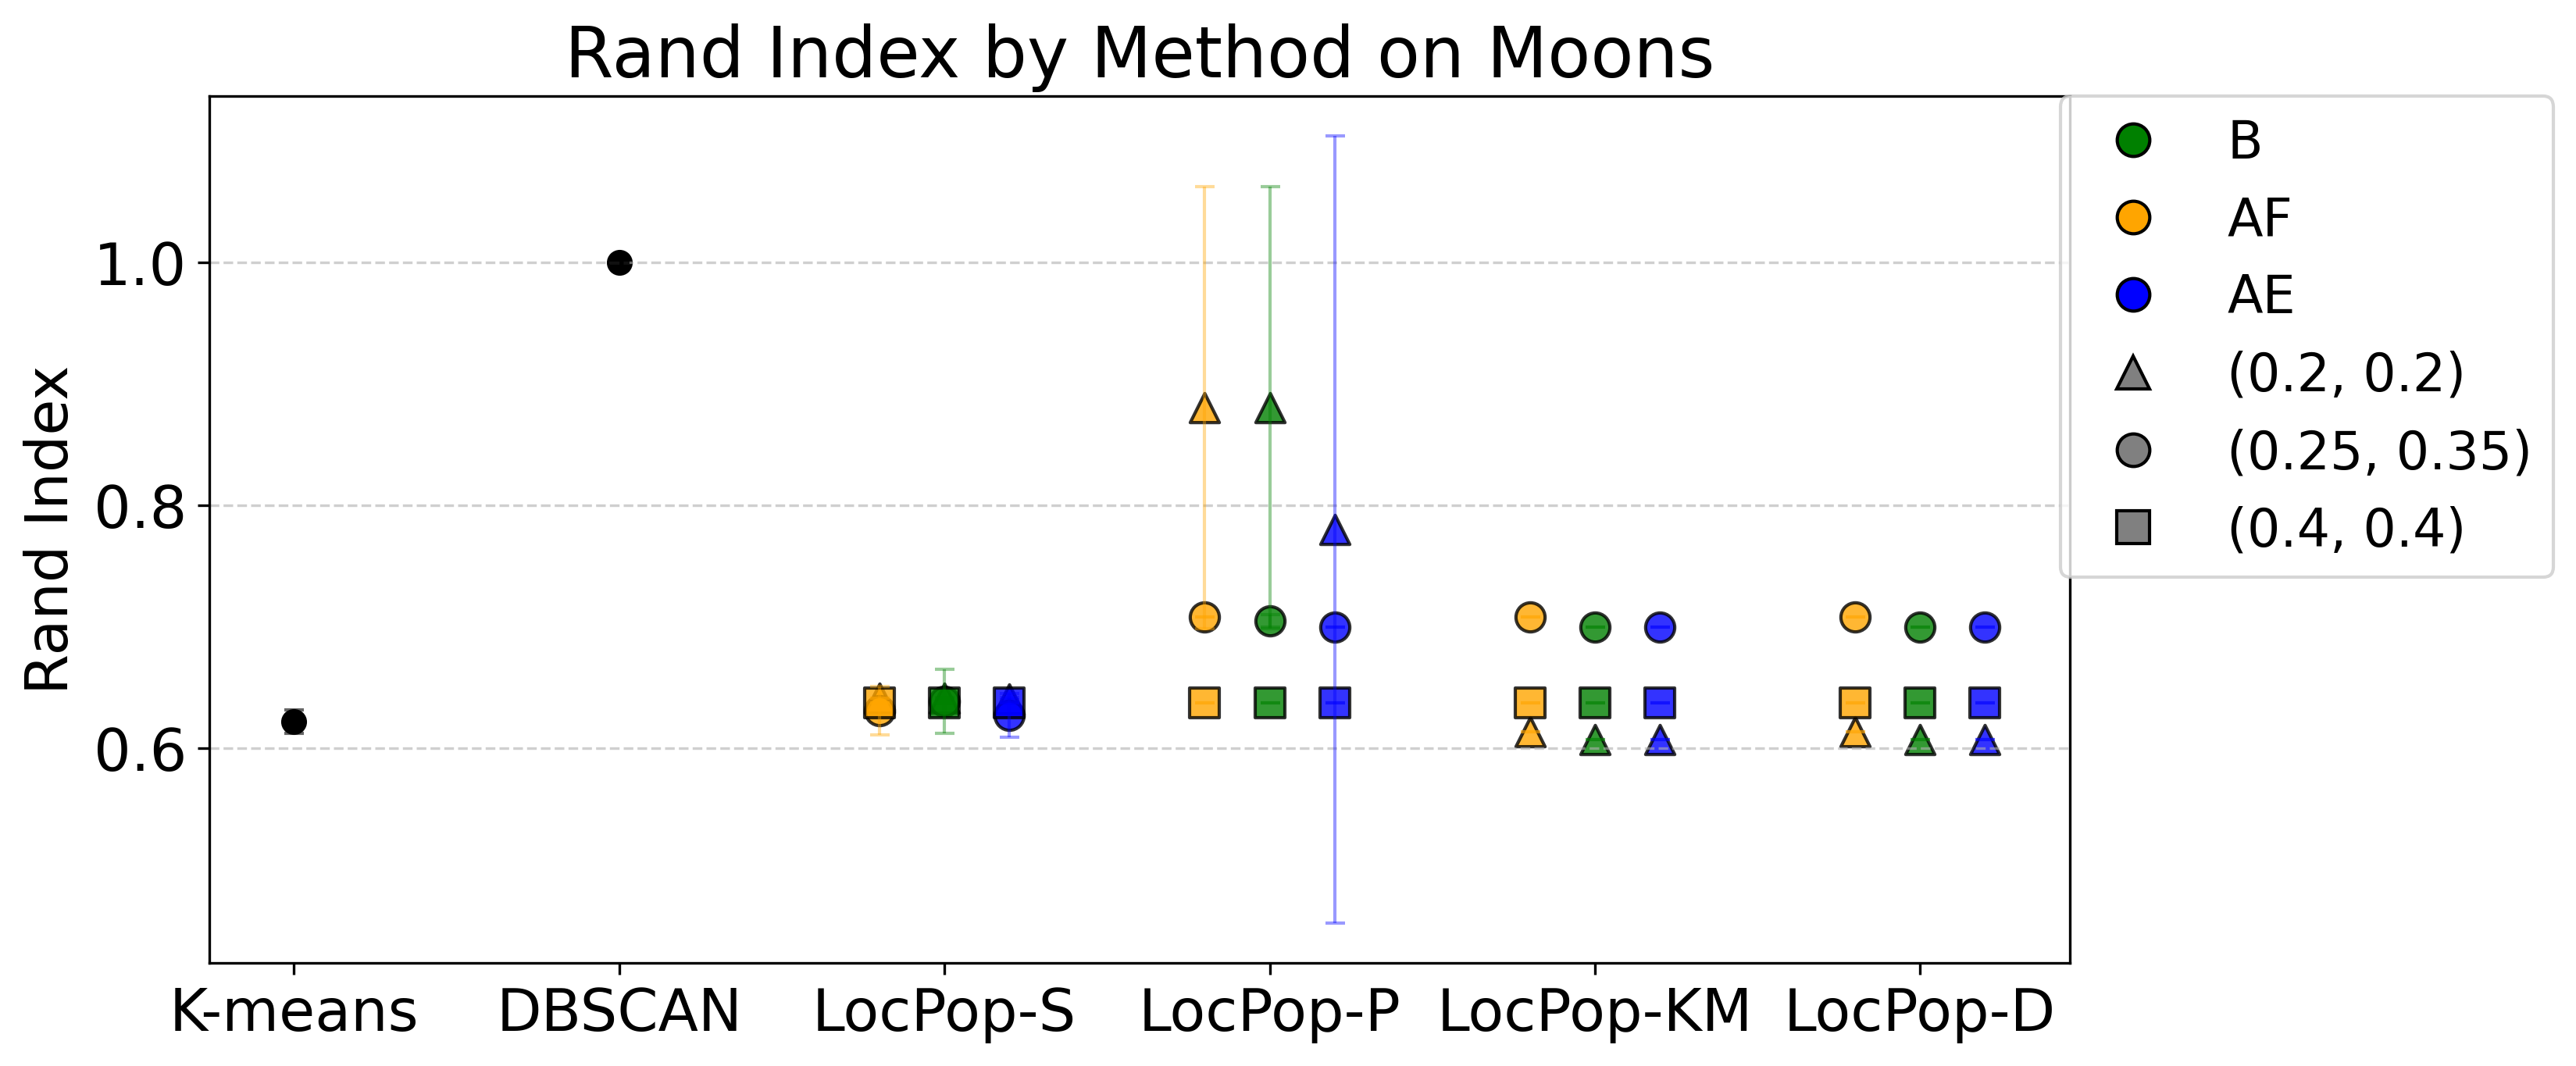 Rand Index by Method on Moons
Rand Index
1.0
0.8
0.6
K-means
DBSCAN
LocPop-S
LocPop-P
LocPop-KM
LocPop-D
B
AF
AE
(0.2, 0.2)
(0.25, 0.35)
(0.4, 0.4)